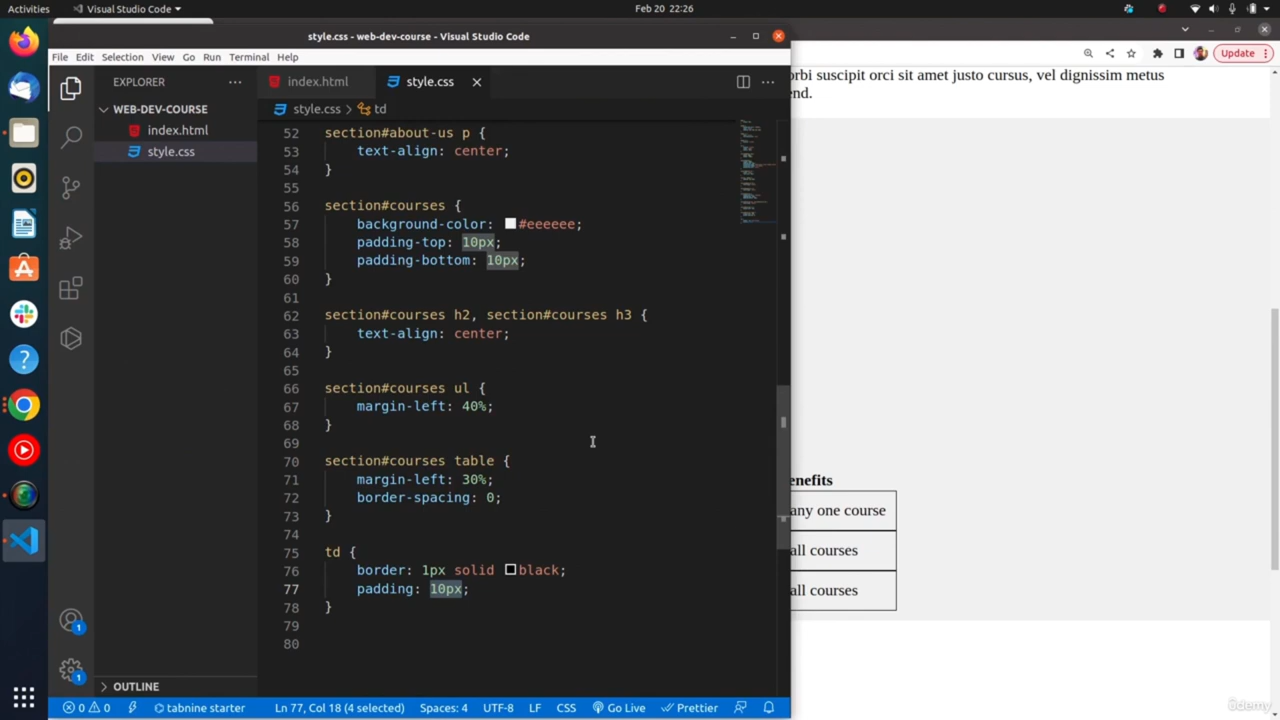 Activities
Visual Studio Code
Feb 20 22:26
style.css - web-dev-course - Visual Studio Code
File Edit Selection View Go Run Terminal Help
Update
EXPLORER
index.html
style.css
WEB-DEV-COURSE
index.html
style.css
style.css > td
52 section#about-us p {
53 text-align: center;
54 }
55
56 section#courses {
57 background-color: #eeeeee;
58 padding-top: 10px;
59 padding-bottom: 10px;
60 }
61
62 section#courses h2, section#courses h3 {
63 text-align: center;
64 }
65
66 section#courses ul {
67 margin-left: 40%;
68 }
69
70 section#courses table {
71 margin-left: 30%;
72 border-spacing: 0;
73 }
74
75 td {
76 border: 1px solid black;
77 padding: 10px;
78 }
79
80
OUTLINE
1
1
0 0 tabnine starter Ln 77, Col 18 (4 selected) Spaces: 4 UTF-8 LF CSS Go Live Prettier
orbi suscipit orci sit amet justo cursus, vel dignissim metus
end.
enefits
any one course
all courses
all courses
ûdemy